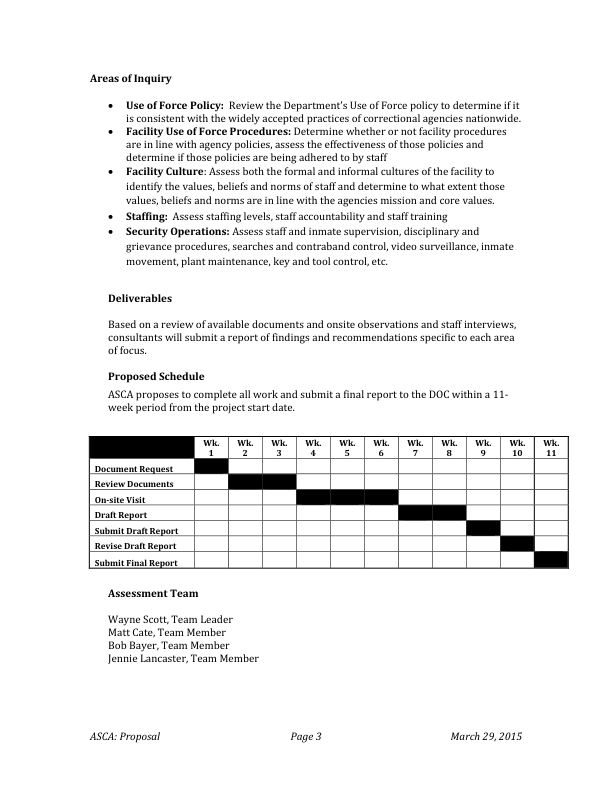 Areas of Inquiry
• Use of Force Policy:  Review the Department's Use of Force policy to determine if it
is consistent with the widely accepted practices of correctional agencies nationwide.
• Facility Use of Force Procedures: Determine whether or not facility procedures
are in line with agency policies, assess the effectiveness of those policies and
determine if those policies are being adhered to by staff
• Facility Culture: Assess both the formal and informal cultures of the facility to
identify the values, beliefs and norms of staff and determine to what extent those
values, beliefs and norms are in line with the agencies mission and core values.
• Staffing:  Assess staffing levels, staff accountability and staff training
• Security Operations: Assess staff and inmate supervision, disciplinary and
grievance procedures, searches and contraband control, video surveillance, inmate
movement, plant maintenance, key and tool control, etc.
Deliverables
Based on a review of available documents and onsite observations and staff interviews,
consultants will submit a report of findings and recommendations specific to each area
of focus.
Proposed Schedule
ASCA proposes to complete all work and submit a final report to the DOC within a 11-
week period from the project start date.
Wk. Wk. Wk. Wk. Wk. Wk. Wk. Wk. Wk. Wk. Wk.
1 2 3 4 5 6 7 8 9 10 11
Document Request
Review Documents
On-site Visit
Draft Report
Submit Draft Report
Revise Draft Report
Submit Final Report
Assessment Team
Wayne Scott, Team Leader
Matt Cate, Team Member
Bob Bayer, Team Member
Jennie Lancaster, Team Member
ASCA: Proposal Page 3 March 29, 2015